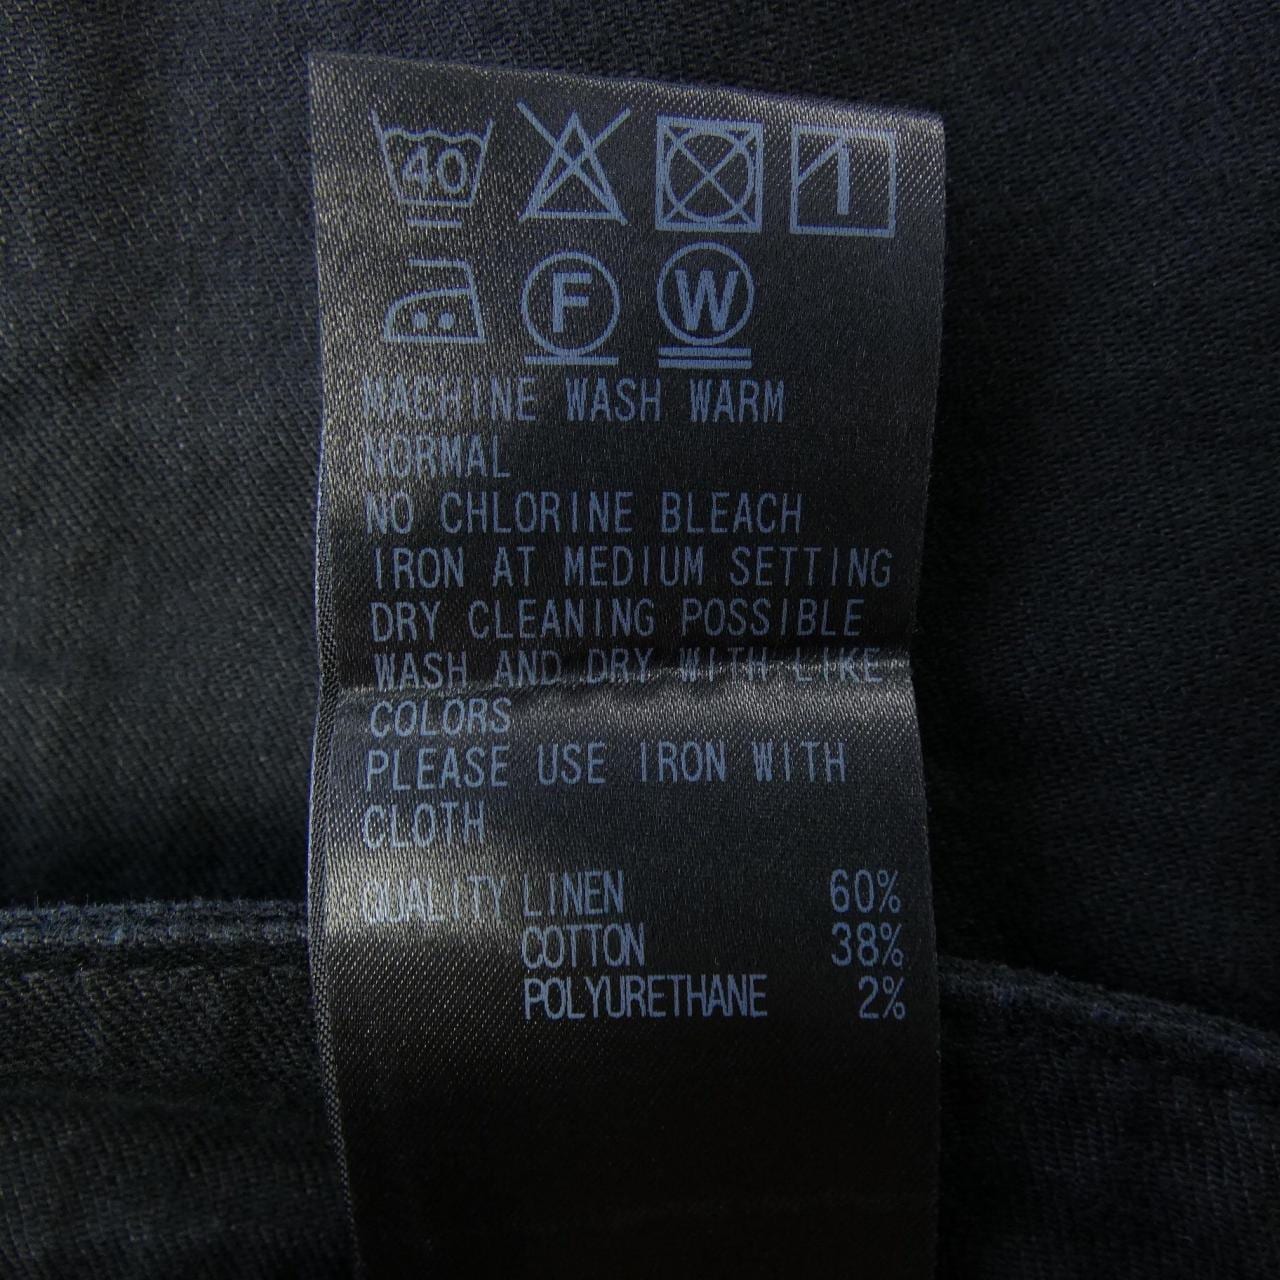 40
F W
MACHINE WASH WARM
NORMAL
NO CHLORINE BLEACH
IRON AT MEDIUM SETTING
DRY CLEANING POSSIBLE
WASH AND DRY WITH LIKE
COLORS
PLEASE USE IRON WITH
CLOTH
QUALITY LINEN 60%
COTTON 38%
POLYURETHANE 2%